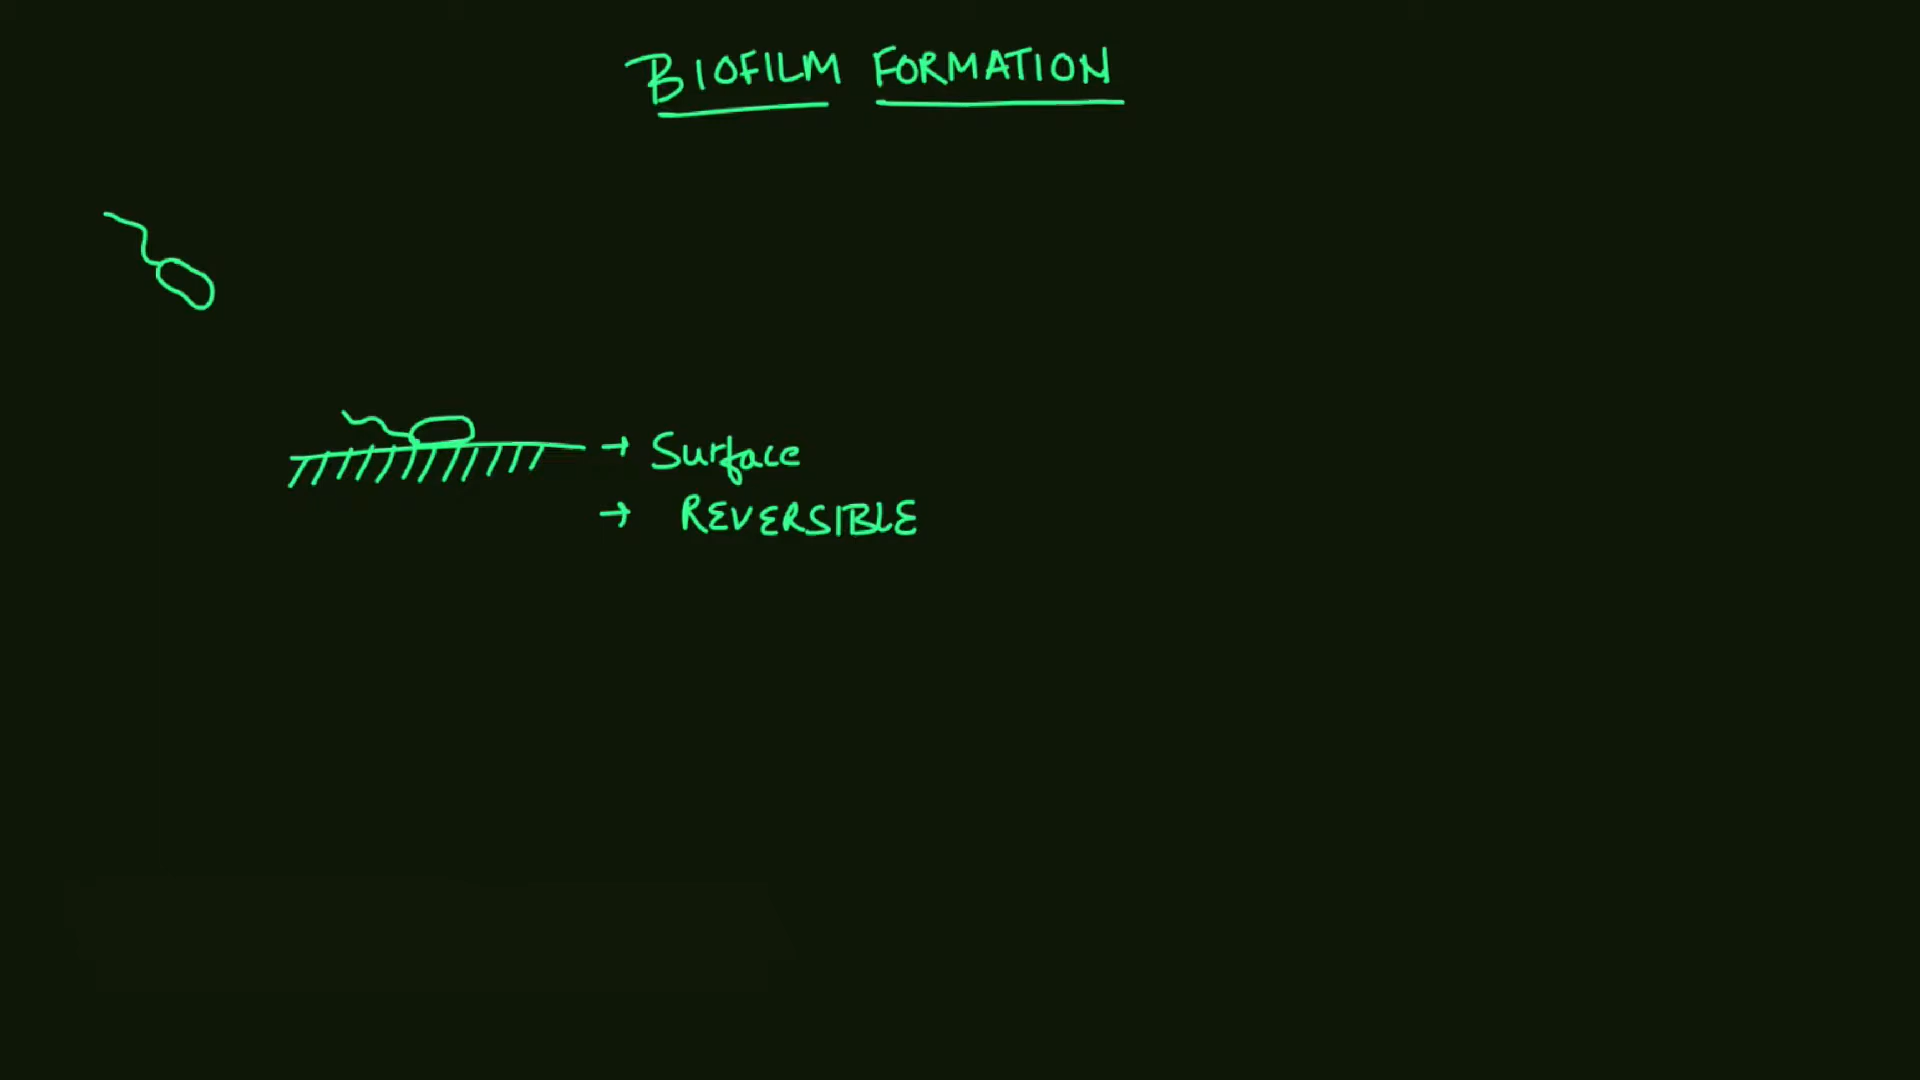 BIOFILM FORMATION
→ Surface
→ REVERSIBLE